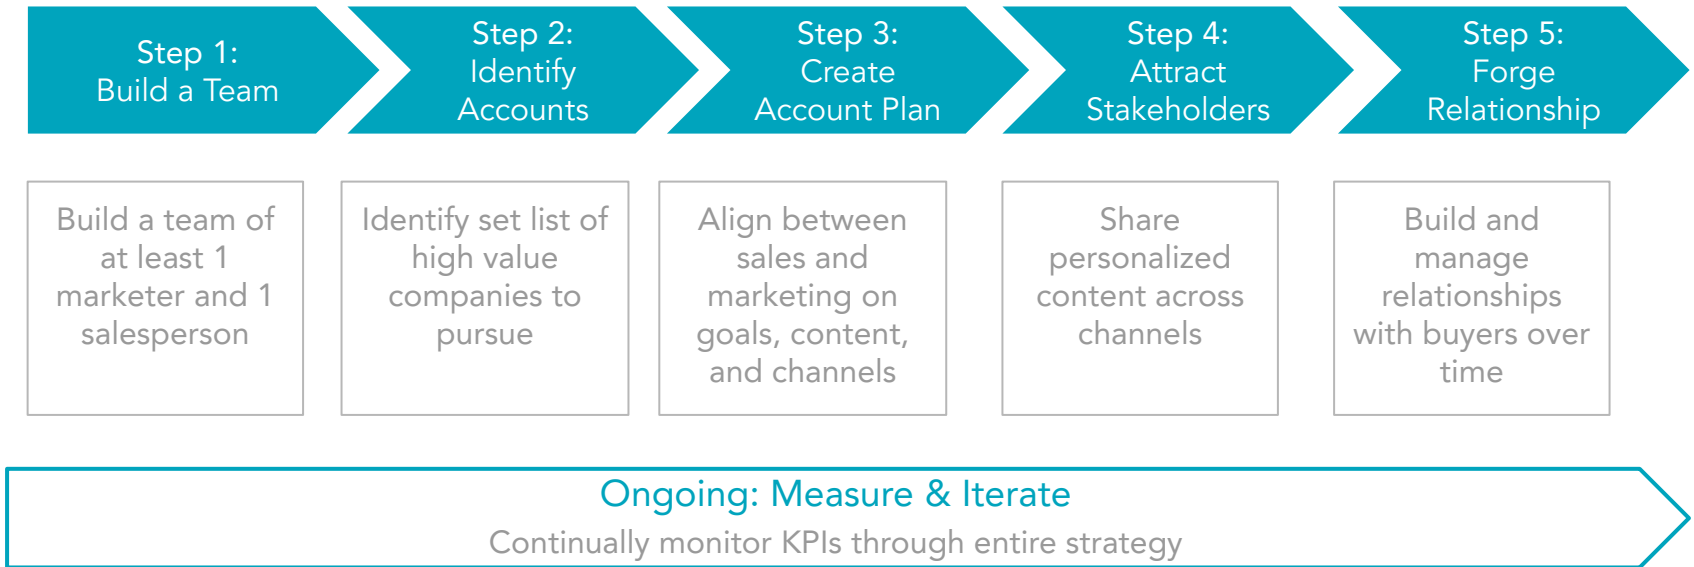 Step 1:
Build a Team
Step 2:
Identify
Accounts
Step 3:
Create
Account Plan
Step 4:
Attract
Stakeholders
Step 5:
Forge
Relationship
Build a team of
at least 1
marketer and 1
salesperson
Identify set list of
high value
companies to
pursue
Align between
sales and
marketing on
goals, content,
and channels
Share
personalized
content across
channels
Build and
manage
relationships
with buyers over
time
Ongoing: Measure & Iterate
Continually monitor KPIs through entire strategy